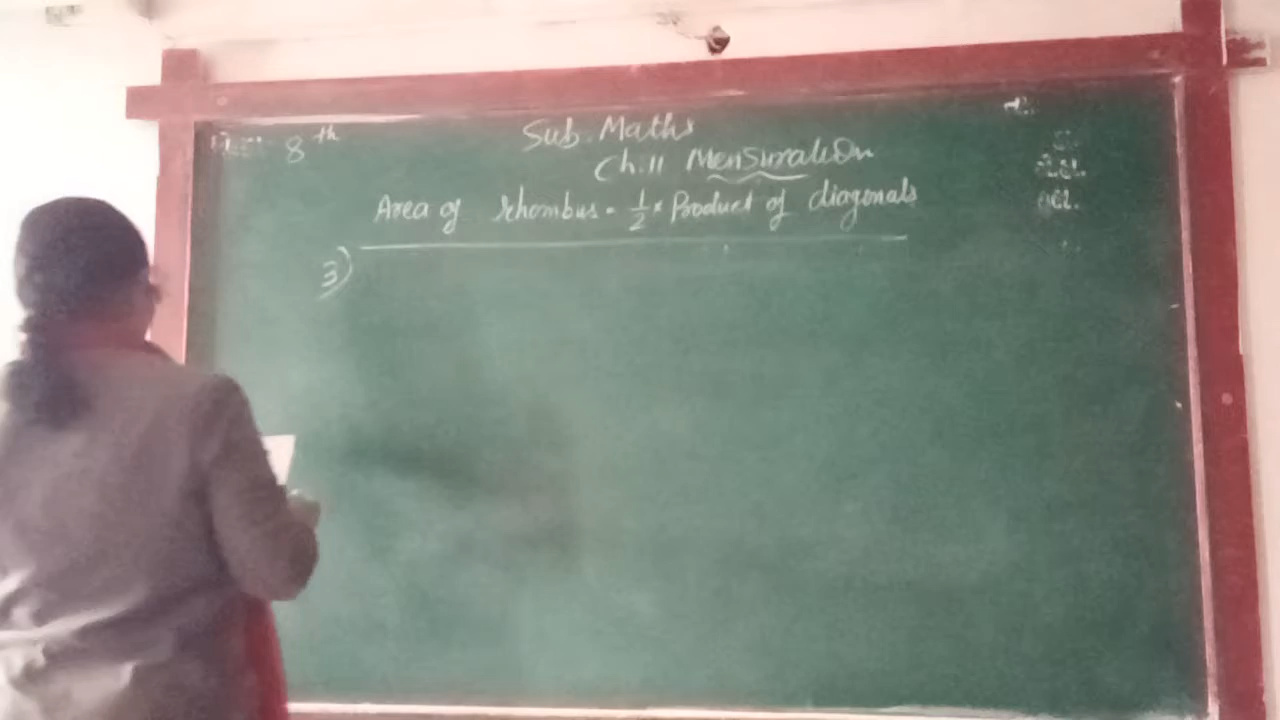 8th
Sub. Maths
Ch.11 Mensuration
Area of rhombus = 1/2 × Product of diagonals
3)